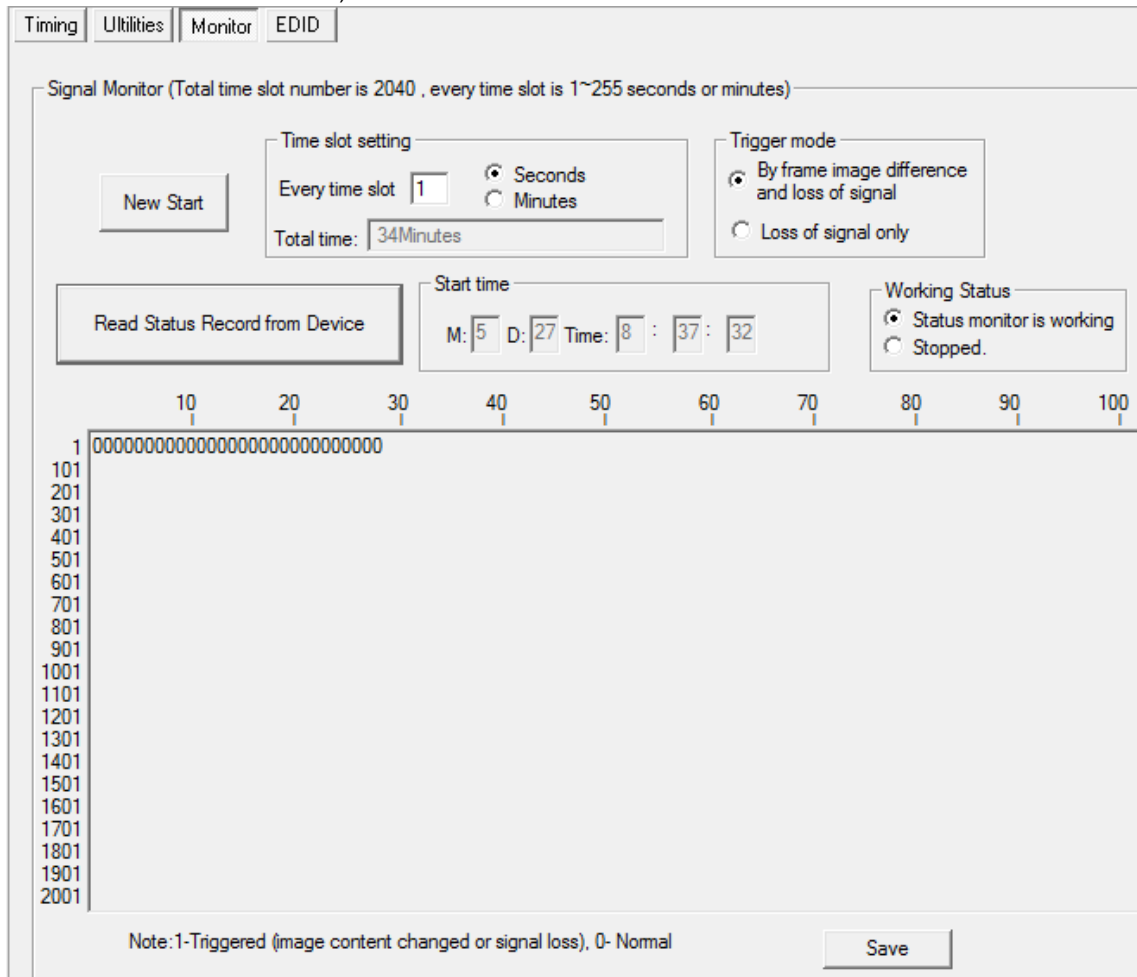 Timing Ultilities Monitor EDID
Signal Monitor (Total time slot number is 2040 , every time slot is 1~255 seconds or minutes)
Time slot setting
Trigger mode
New Start
Every time slot 1
Seconds
Minutes
Total time: 34Minutes
By frame image difference
and loss of signal
Loss of signal only
Read Status Record from Device
Start time
M: 5 D: 27 Time: 8 : 37 : 32
Working Status
Status monitor is working
Stopped.
10 20 30 40 50 60 70 80 90 100
1 0000000000000000000000000000
101
201
301
401
501
601
701
801
901
1001
1101
1201
1301
1401
1501
1601
1701
1801
1901
2001
Note:1-Triggered (image content changed or signal loss), 0- Normal
Save